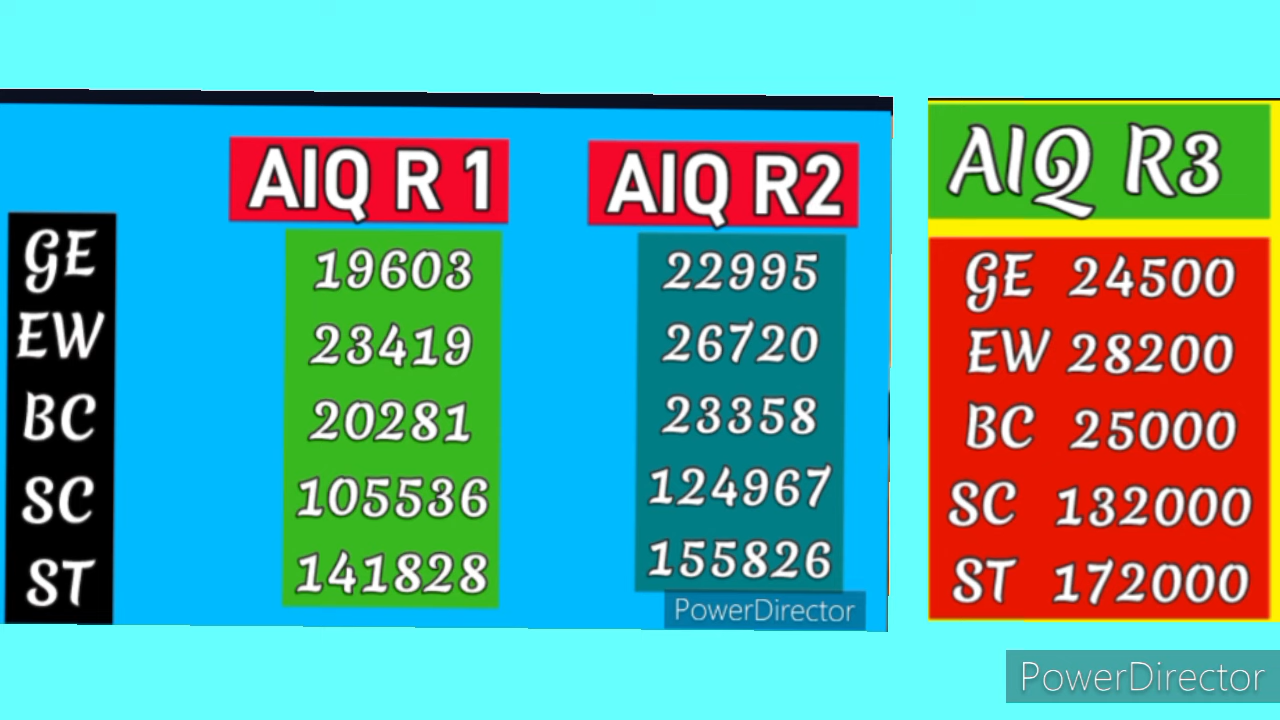 AIQ R 1 AIQ R2
GE 19603 22995
EW 23419 26720
BC 20281 23358
SC 105536 124967
ST 141828 155826
PowerDirector
AIQ R3
GE 24500
EW 28200
BC 25000
SC 132000
ST 172000
PowerDirector